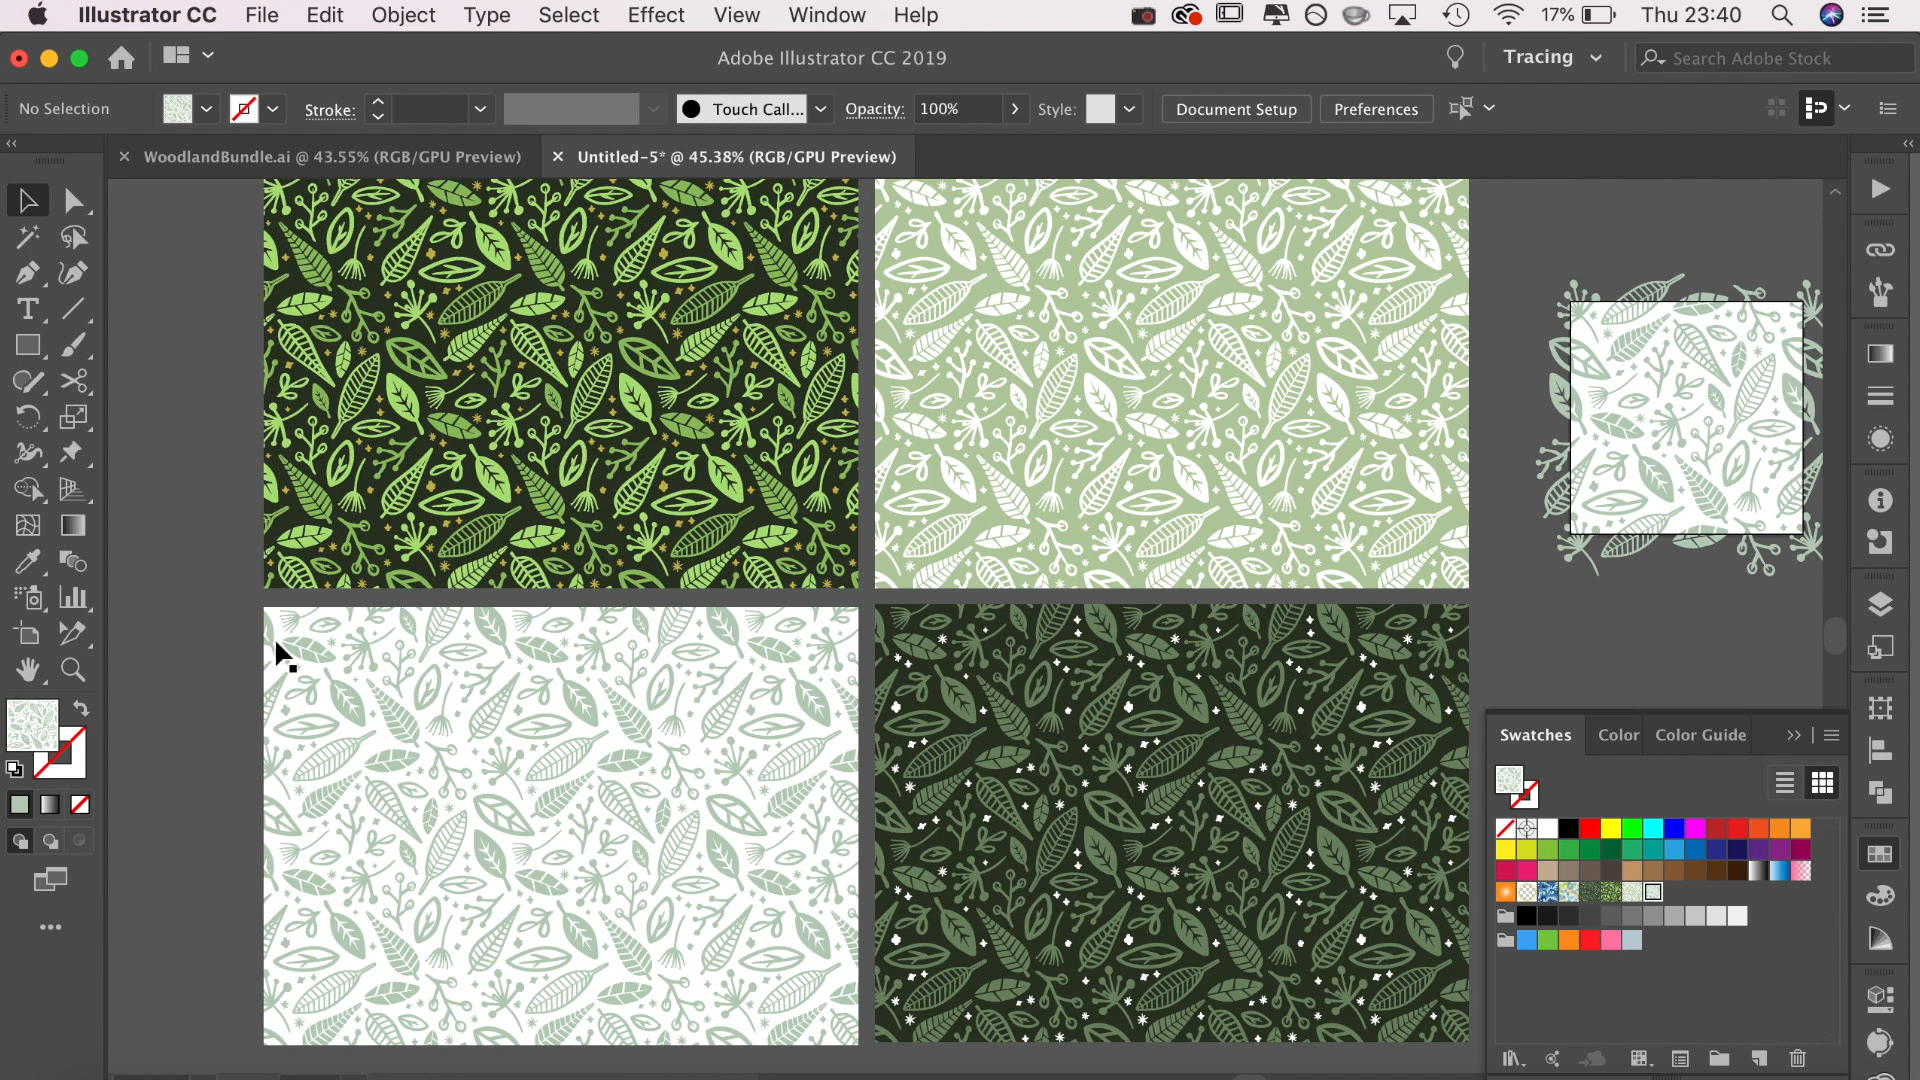 Illustrator CC File Edit Object Type Select Effect View Window Help 17% Thu 23:40
Adobe Illustrator CC 2019 Tracing Search Adobe Stock
No Selection Stroke: Touch Call... Opacity: 100% Style: Document Setup Preferences
WoodlandBundle.ai @ 43.55% (RGB/GPU Preview) Untitled-5* @ 45.38% (RGB/GPU Preview)
Swatches Color Color Guide